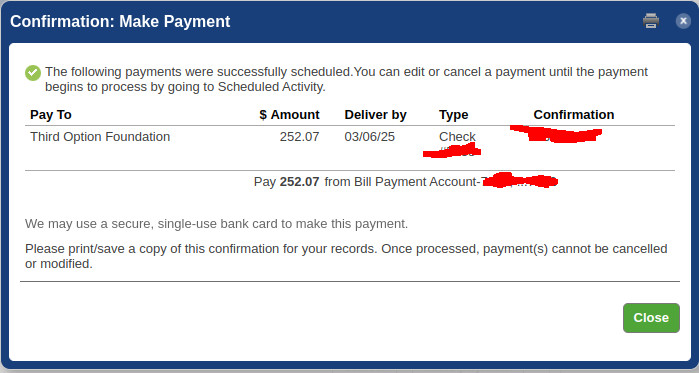 Confirmation: Make Payment
The following payments were successfully scheduled.You can edit or cancel a payment until the payment
begins to process by going to Scheduled Activity.
Pay To $ Amount Deliver by Type Confirmation
Third Option Foundation 252.07 03/06/25 Check
Pay 252.07 from Bill Payment Account-
We may use a secure, single-use bank card to make this payment.
Please print/save a copy of this confirmation for your records. Once processed, payment(s) cannot be cancelled
or modified.
Close